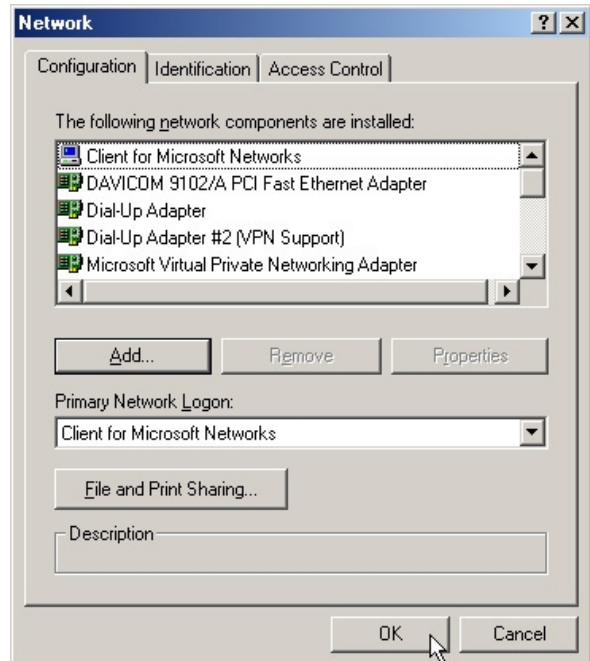 Network
Configuration Identification Access Control
The following network components are installed:
Client for Microsoft Networks
DAVICOM 9102/A PCI Fast Ethernet Adapter
Dial-Up Adapter
Dial-Up Adapter #2 (VPN Support)
Microsoft Virtual Private Networking Adapter
Add... Remove Properties
Primary Network Logon:
Client for Microsoft Networks
File and Print Sharing...
Description
OK Cancel